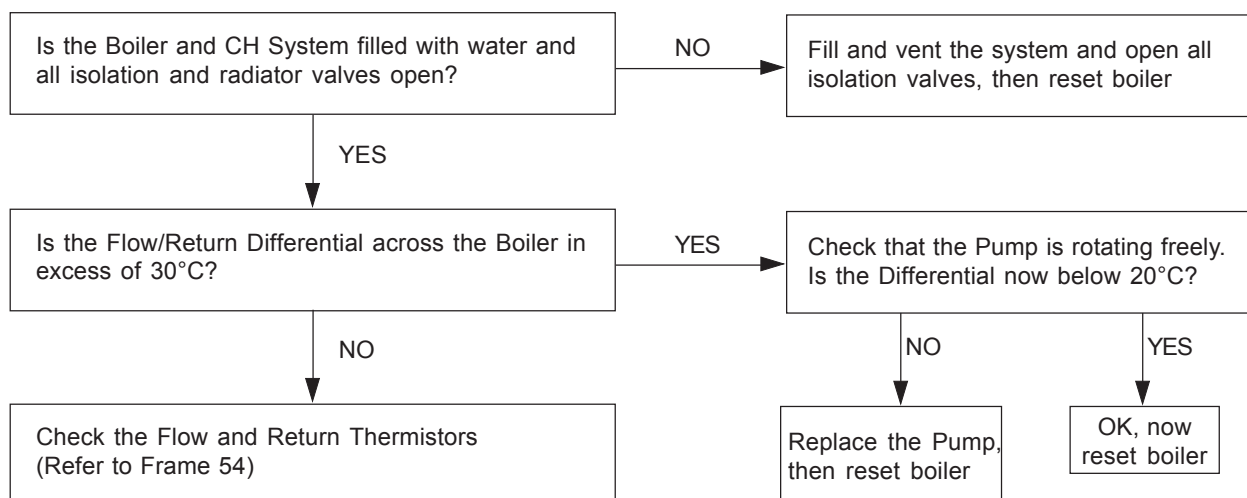 Is the Boiler and CH System filled with water and
all isolation and radiator valves open?
NO
Fill and vent the system and open all
isolation valves, then reset boiler
YES
Is the Flow/Return Differential across the Boiler in
excess of 30°C?
YES
Check that the Pump is rotating freely.
Is the Differential now below 20°C?
NO
NO
YES
Check the Flow and Return Thermistors
(Refer to Frame 54)
Replace the Pump,
then reset boiler
OK, now
reset boiler